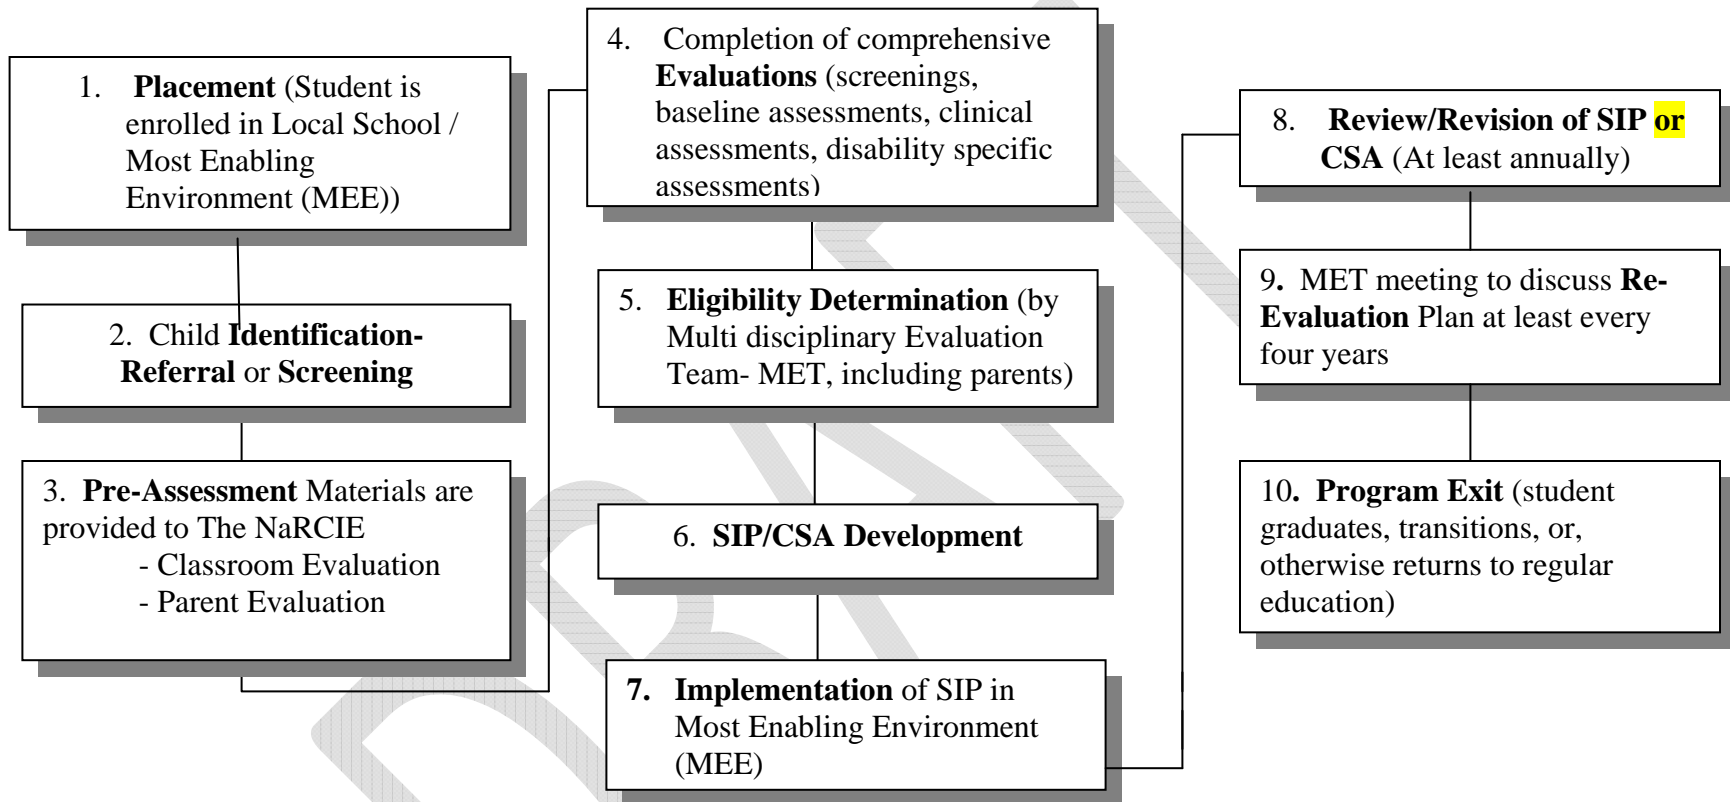 1. Placement (Student is
enrolled in Local School /
Most Enabling
Environment (MEE))
2. Child Identification-
Referral or Screening
3. Pre-Assessment Materials are
provided to The NaRCIE
- Classroom Evaluation
- Parent Evaluation
4. Completion of comprehensive
Evaluations (screenings,
baseline assessments, clinical
assessments, disability specific
assessments)
5. Eligibility Determination (by
Multi disciplinary Evaluation
Team- MET, including parents)
6. SIP/CSA Development
7. Implementation of SIP in
Most Enabling Environment
(MEE)
8. Review/Revision of SIP or
CSA (At least annually)
9. MET meeting to discuss Re-
Evaluation Plan at least every
four years
10. Program Exit (student
graduates, transitions, or,
otherwise returns to regular
education)
DRAFT